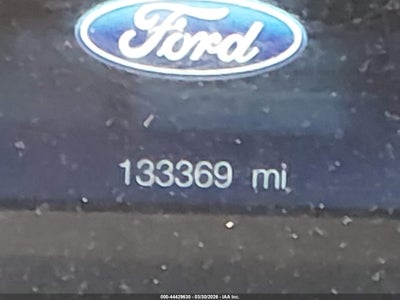 Ford
133369 mi
000-44429630 - 03/30/2026 - IAA Inc.